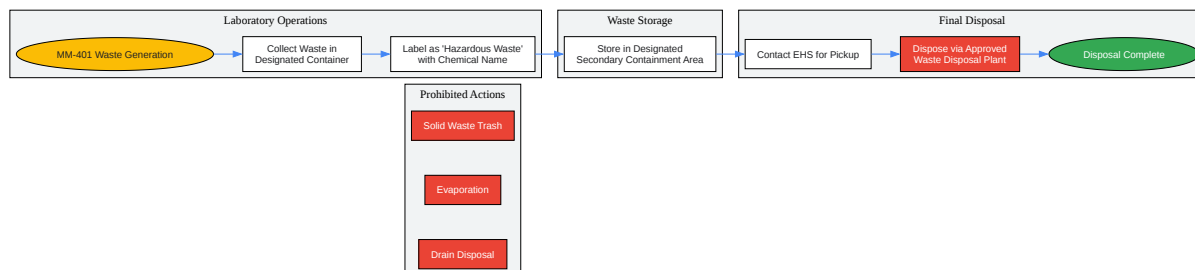 Laboratory Operations
MM-401 Waste Generation
Collect Waste in
Designated Container
Label as 'Hazardous Waste'
with Chemical Name
Waste Storage
Store in Designated
Secondary Containment Area
Final Disposal
Contact EHS for Pickup
Dispose via Approved
Waste Disposal Plant
Disposal Complete
Prohibited Actions
Solid Waste Trash
Evaporation
Drain Disposal